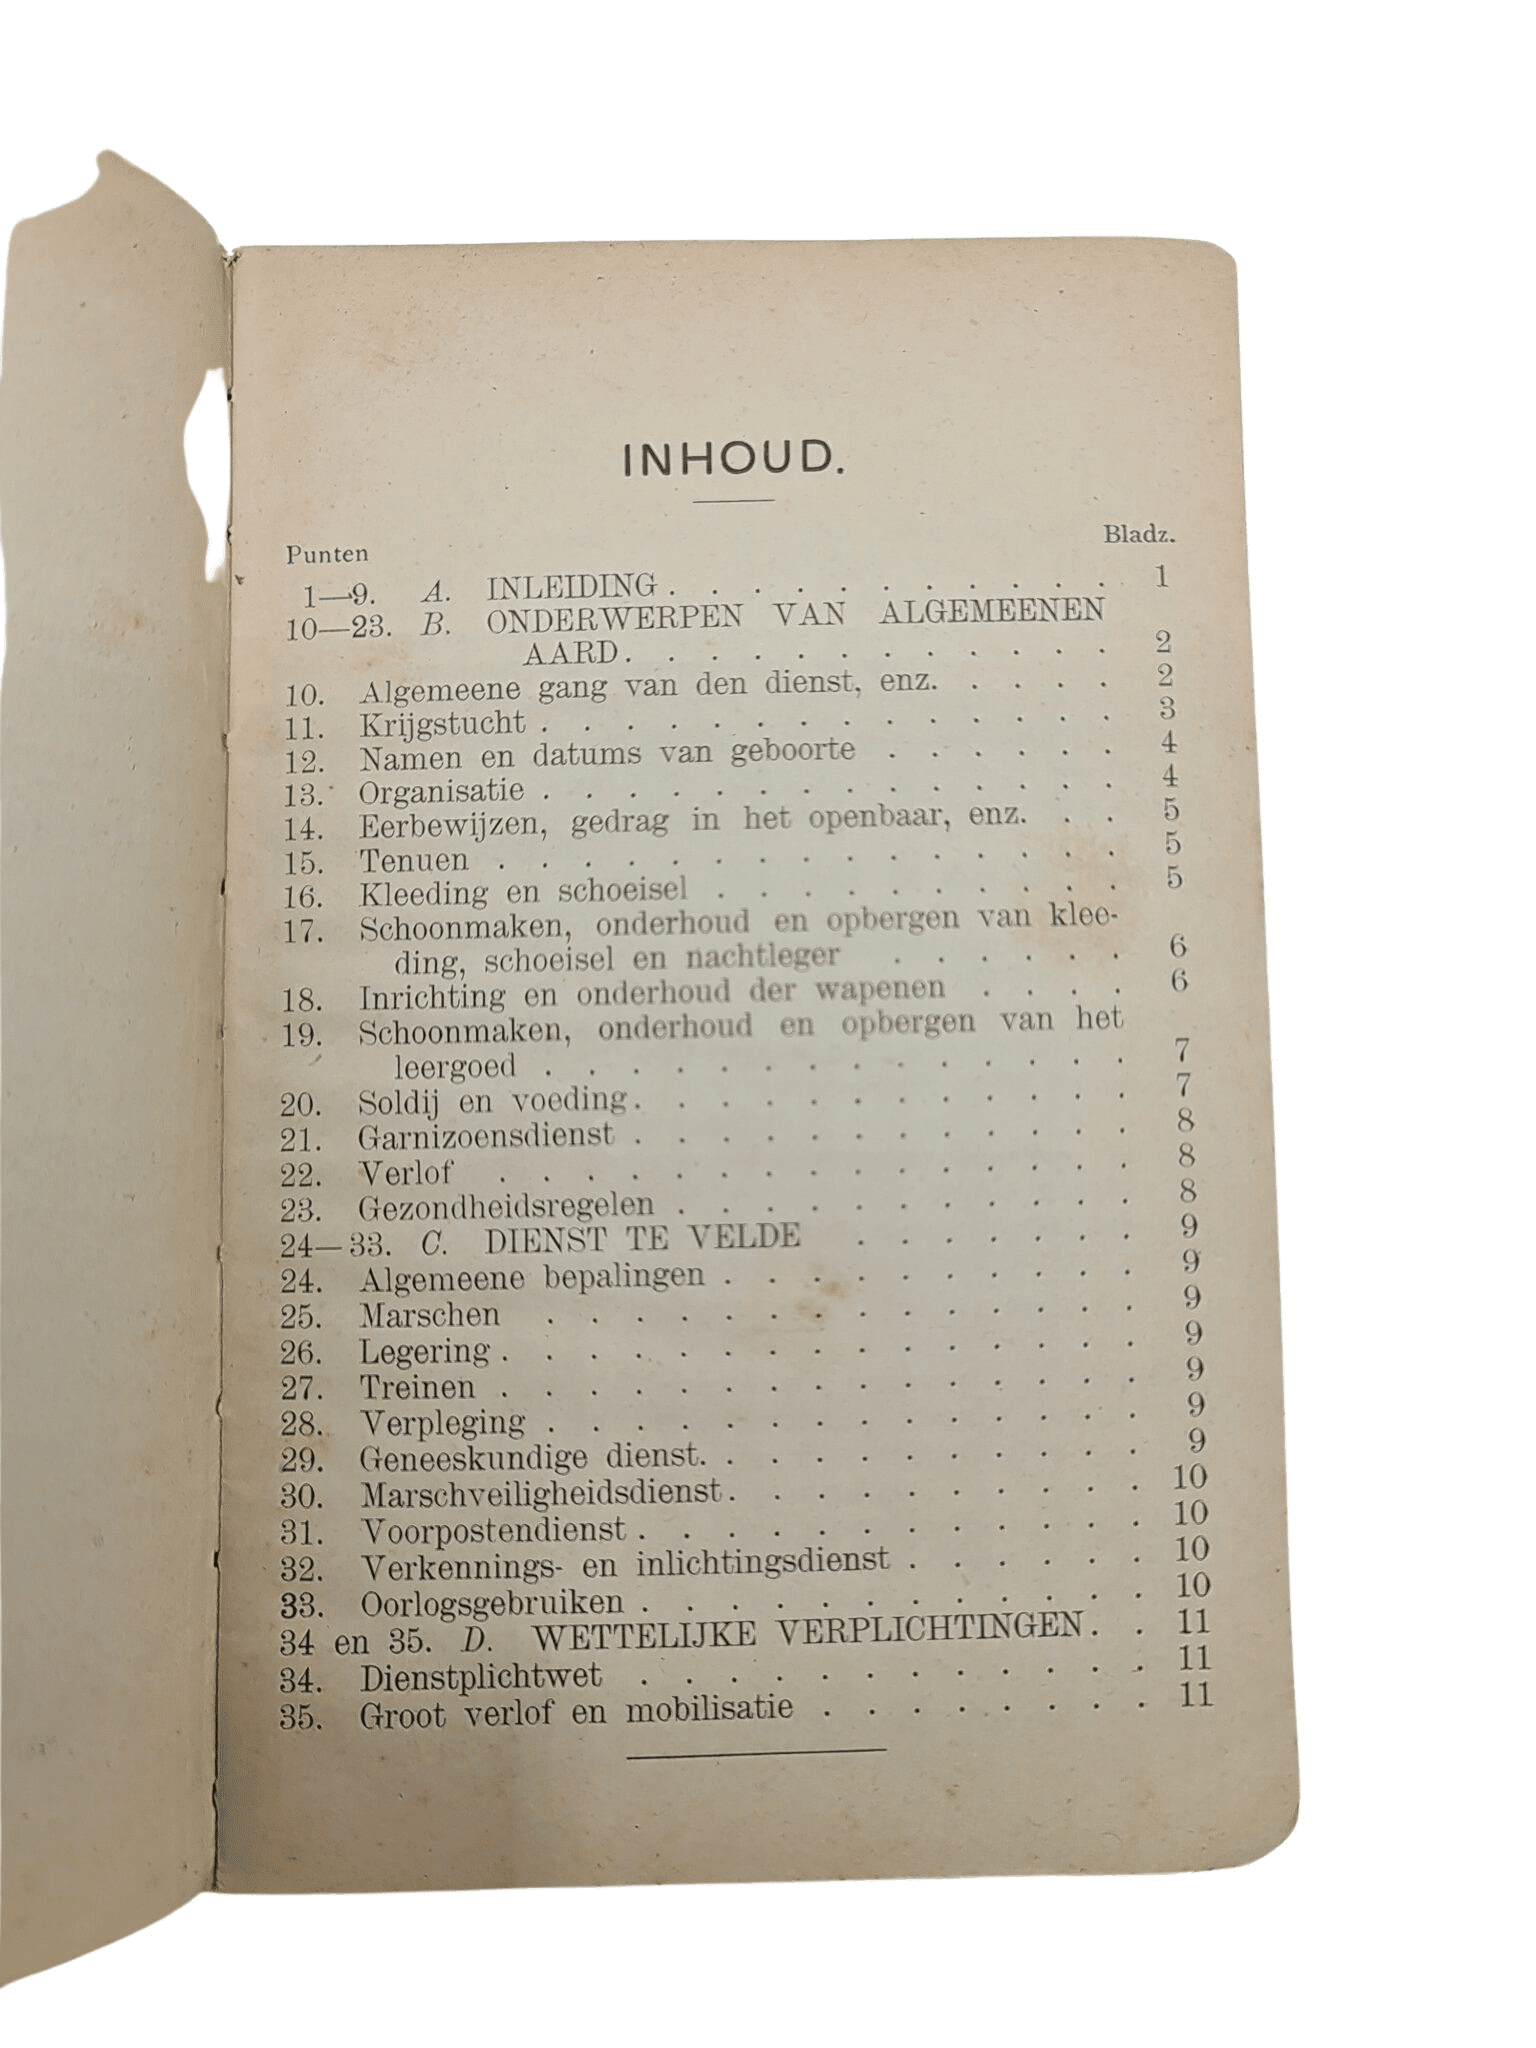 INHOUD.
Punten Bladz.
1—9. A. INLEIDING . . . . . . . . . . . 1
10—23. B. ONDERWERPEN VAN ALGEMEENEN
AARD . . . . . . . . . . . . 2
10. Algemeene gang van den dienst, enz. . . . . 2
11. Krijgstucht . . . . . . . . . . . . . . 3
12. Namen en datums van geboorte . . . . . . 4
13. Organisatie . . . . . . . . . . . . . . 4
14. Eerbewijzen, gedrag in het openbaar, enz. . . 5
15. Tenuen . . . . . . . . . . . . . . . 5
16. Kleeding en schoeisel . . . . . . . . . . 5
17. Schoonmaken, onderhoud en opbergen van klee-
ding, schoeisel en nachtleger . . . . . . 6
18. Inrichting en onderhoud der wapenen . . . . 6
19. Schoonmaken, onderhoud en opbergen van het
leergoed . . . . . . . . . . . . . . 7
20. Soldij en voeding . . . . . . . . . . . . 7
21. Garnizoensdienst . . . . . . . . . . . . 8
22. Verlof . . . . . . . . . . . . . . . 8
23. Gezondheidsregelen . . . . . . . . . . . 8
24—33. C. DIENST TE VELDE . . . . . . . 9
24. Algemeene bepalingen . . . . . . . . . . 9
25. Marschen . . . . . . . . . . . . . . 9
26. Legering . . . . . . . . . . . . . . . 9
27. Treinen . . . . . . . . . . . . . . . 9
28. Verpleging . . . . . . . . . . . . . . 9
29. Geneeskundige dienst. . . . . . . . . . . 9
30. Marschveiligheidsdienst . . . . . . . . . . 10
31. Voorpostendienst . . . . . . . . . . . . 10
32. Verkennings- en inlichtingsdienst . . . . . . 10
33. Oorlogsgebruiken . . . . . . . . . . . . 10
34 en 35. D. WETTELIJKE VERPLICHTINGEN . . 11
34. Dienstplichtwet . . . . . . . . . . . . 11
35. Groot verlof en mobilisatie . . . . . . . . 11